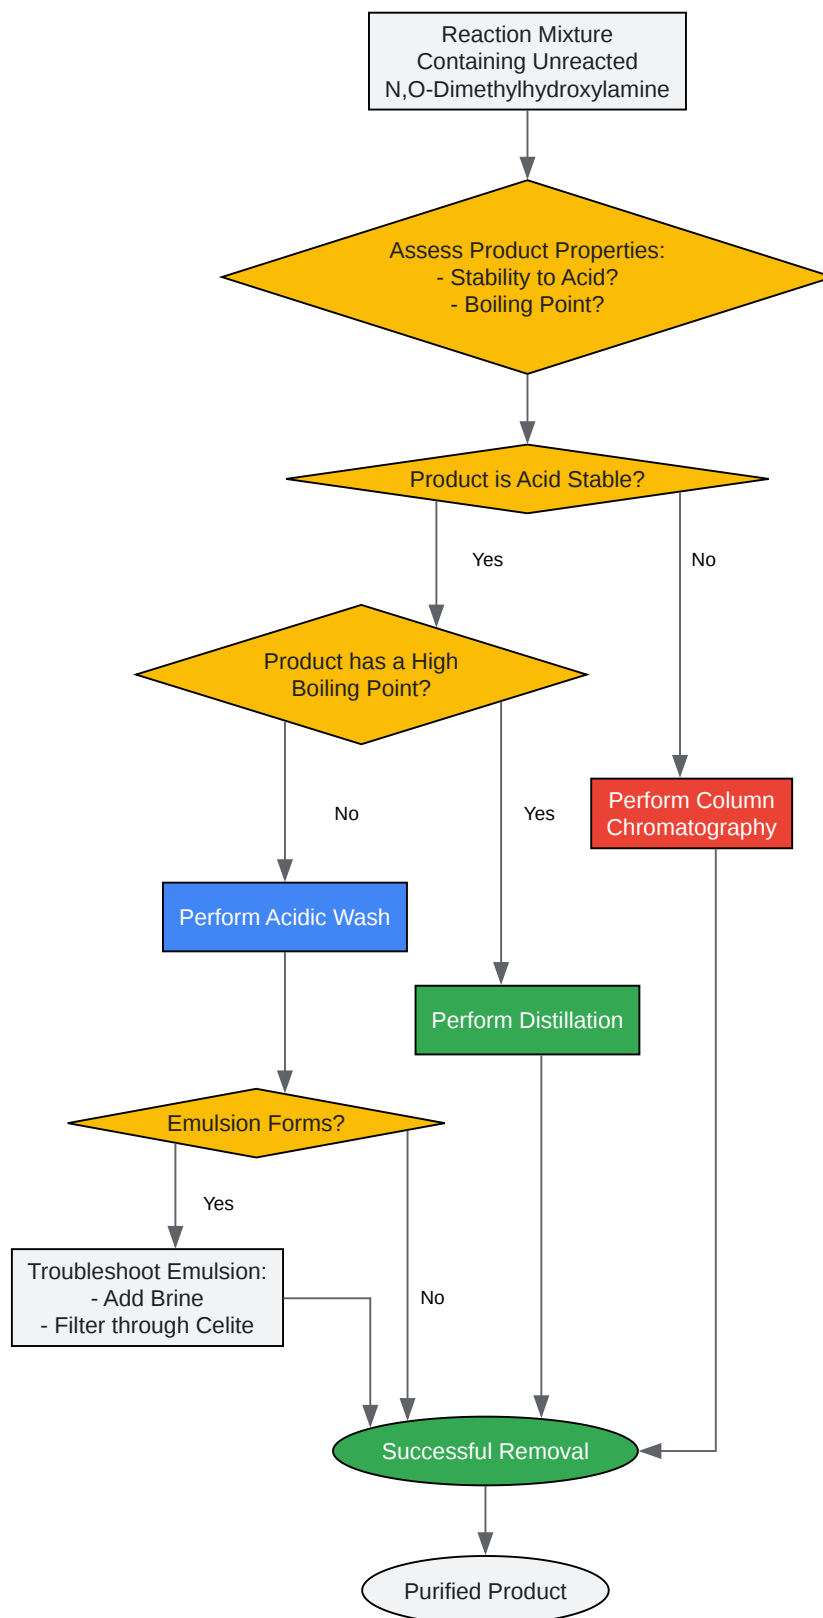 Reaction Mixture
Containing Unreacted
N,O-Dimethylhydroxylamine
Assess Product Properties:
- Stability to Acid?
- Boiling Point?
Product is Acid Stable?
Yes
No
Product has a High
Boiling Point?
No
Yes
Perform Column
Chromatography
Perform Acidic Wash
Perform Distillation
Emulsion Forms?
Yes
Troubleshoot Emulsion:
- Add Brine
- Filter through Celite
No
Successful Removal
Purified Product